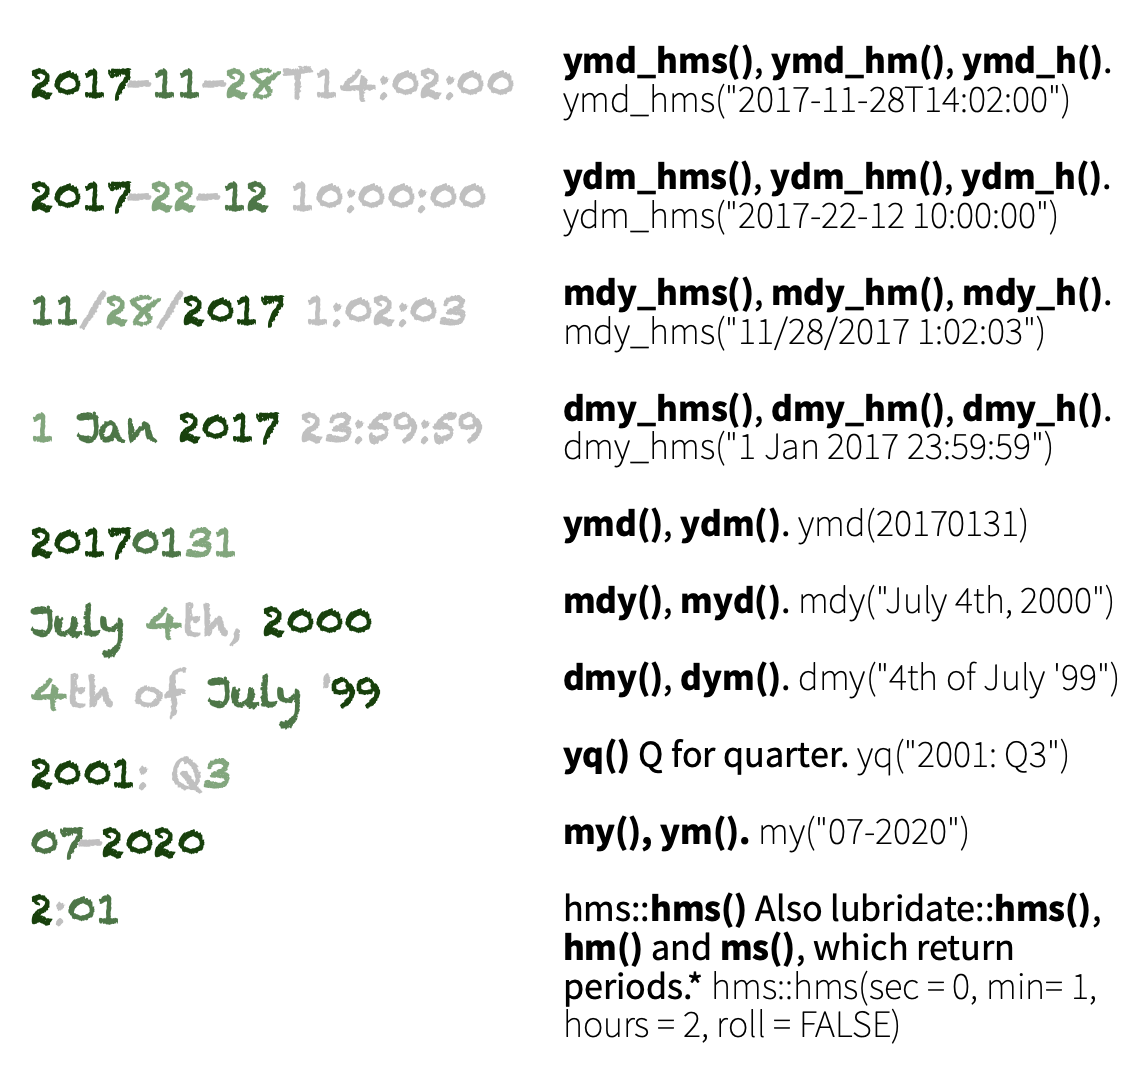 2017-11-28T14:02:00
ymd_hms(), ymd_hm(), ymd_h().
ymd_hms("2017-11-28T14:02:00")
2017-22-12 10:00:00
ydm_hms(), ydm_hm(), ydm_h().
ydm_hms("2017-22-12 10:00:00")
11/28/2017 1:02:03
mdy_hms(), mdy_hm(), mdy_h().
mdy_hms("11/28/2017 1:02:03")
1 Jan 2017 23:59:59
dmy_hms(), dmy_hm(), dmy_h().
dmy_hms("1 Jan 2017 23:59:59")
20170131
ymd(), ydm(). ymd(20170131)
July 4th, 2000
mdy(), myd(). mdy("July 4th, 2000")
4th of July '99
dmy(), dym(). dmy("4th of July '99")
2001: Q3
yq() Q for quarter. yq("2001: Q3")
07-2020
my(), ym(). my("07-2020")
2:01
hms::hms() Also lubridate::hms(),
hm() and ms(), which return
periods.* hms::hms(sec = 0, min= 1,
hours = 2, roll = FALSE)